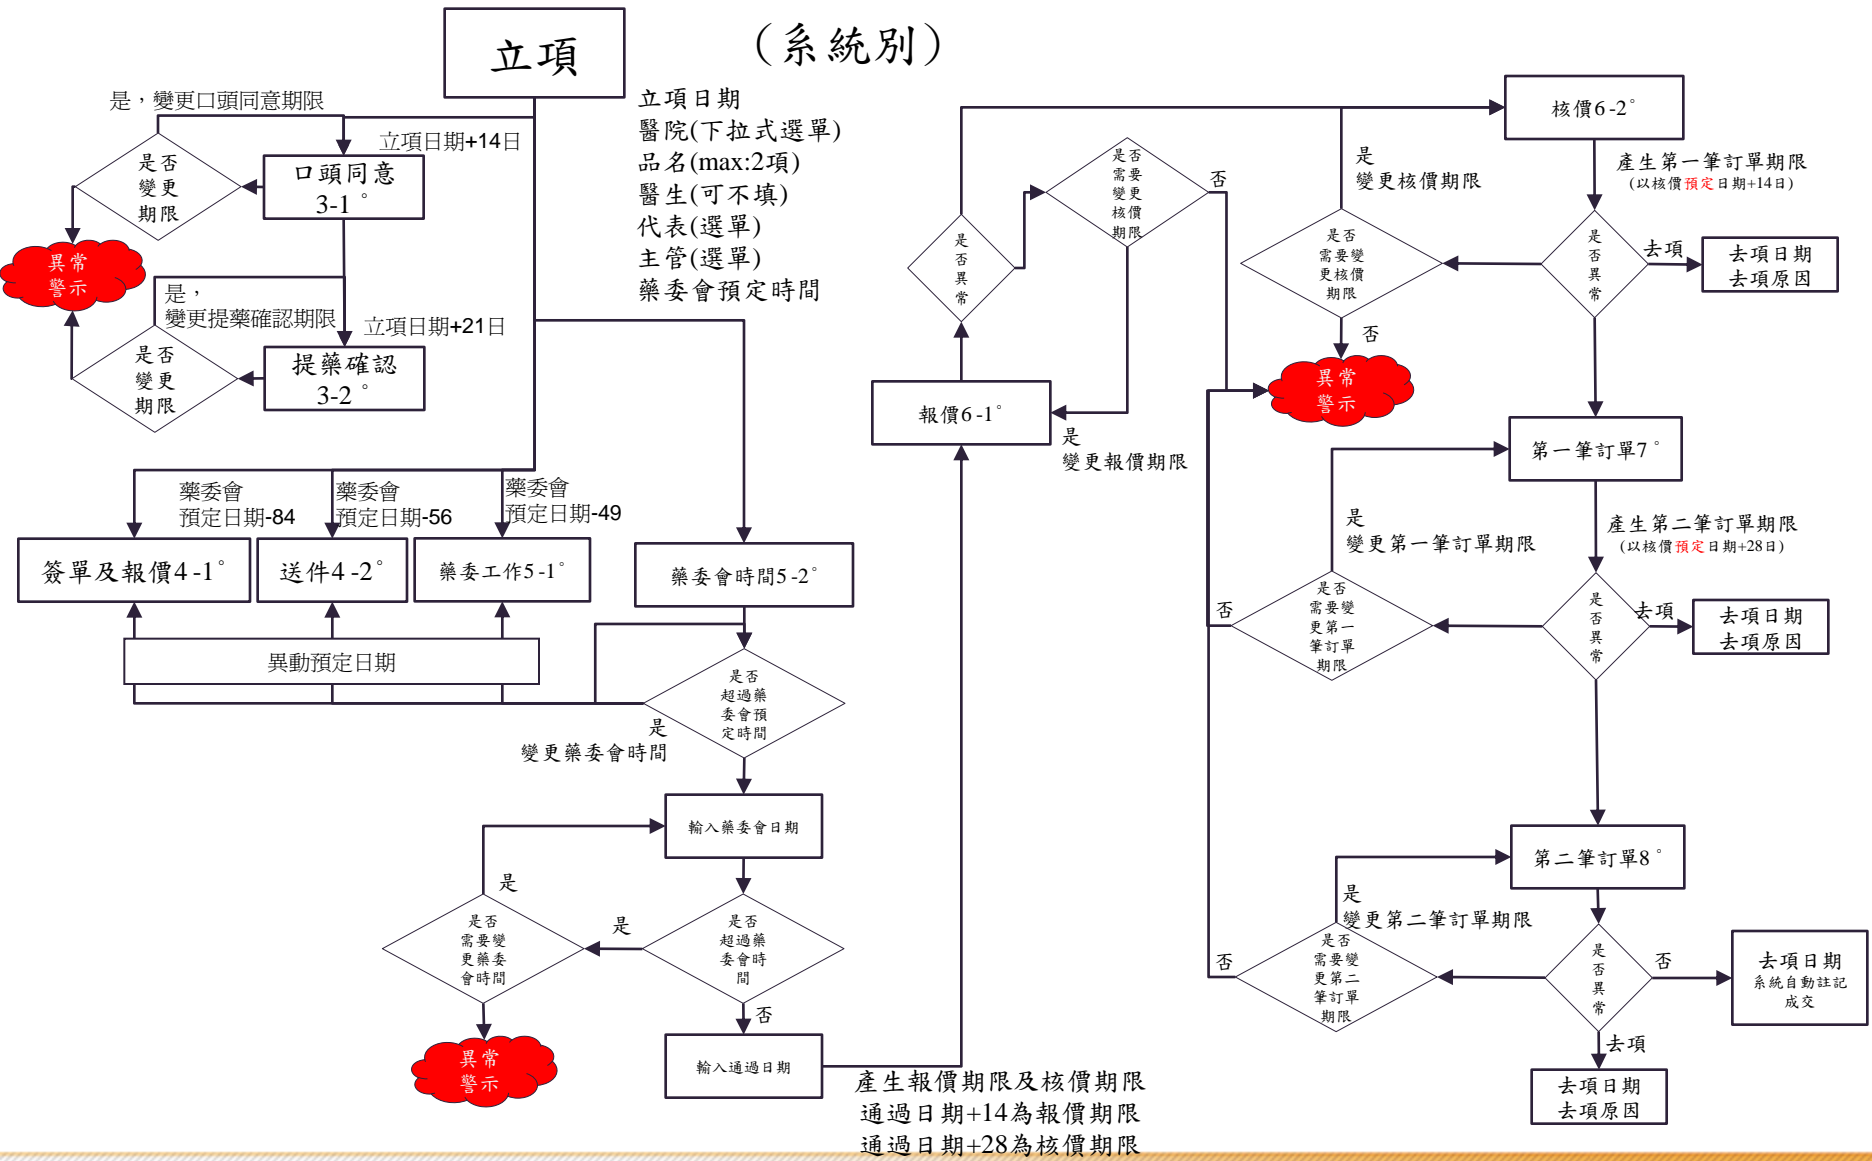 立項
(系統別)
立項日期
醫院(下拉式選單)
品名(max:2項)
醫生(可不填)
代表(選單)
主管(選單)
藥委會預定時間
是，變更口頭同意期限
立項日期+14日
是否
變更
期限
口頭同意
3-1°
異常
警示
是，
變更提藥確認期限
立項日期+21日
是否
變更
期限
提藥確認
3-2°
藥委會
預定日期-84
藥委會
預定日期-56
藥委會
預定日期-49
簽單及報價4-1°
送件4-2°
藥委工作5-1°
藥委會時間5-2°
異動預定日期
是否
超過藥
委會預
定時間
是
變更藥委會時間
輸入藥委會日期
是
是否
需要變
更藥委
會時間
是
是否
超過藥
委會時
間
否
異常
警示
輸入通過日期
產生報價期限及核價期限
通過日期+14為報價期限
通過日期+28為核價期限
報價6-1°
是
否
異
常
是否
需要
變更
核價
期限
否
是
變更報價期限
核價6-2°
是
變更核價期限
產生第一筆訂單期限
(以核價預定日期+14日)
是否
需要變
更核價
期限
是
否
異
常
去項
去項日期
去項原因
否
異常
警示
第一筆訂單7°
是
變更第一筆訂單期限
產生第二筆訂單期限
(以核價預定日期+28日)
否
是否
需要變
更第一
筆訂單
期限
是
否
異
常
去項
去項日期
去項原因
第二筆訂單8°
是
變更第二筆訂單期限
否
是否
需要變
更第二
筆訂單
期限
是
否
異
常
否
去項日期
系統自動註記
成交
去項
去項日期
去項原因